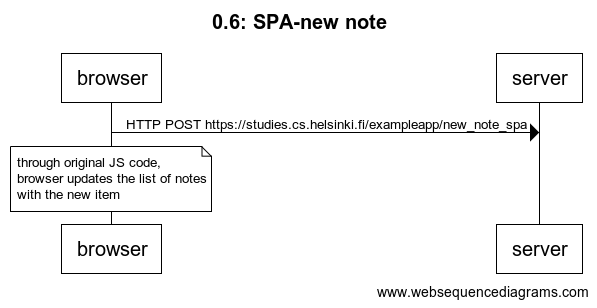 0.6: SPA-new note
browser
server
HTTP POST https://studies.cs.helsinki.fi/exampleapp/new_note_spa
through original JS code,
browser updates the list of notes
with the new item
browser
server
www.websequencediagrams.com